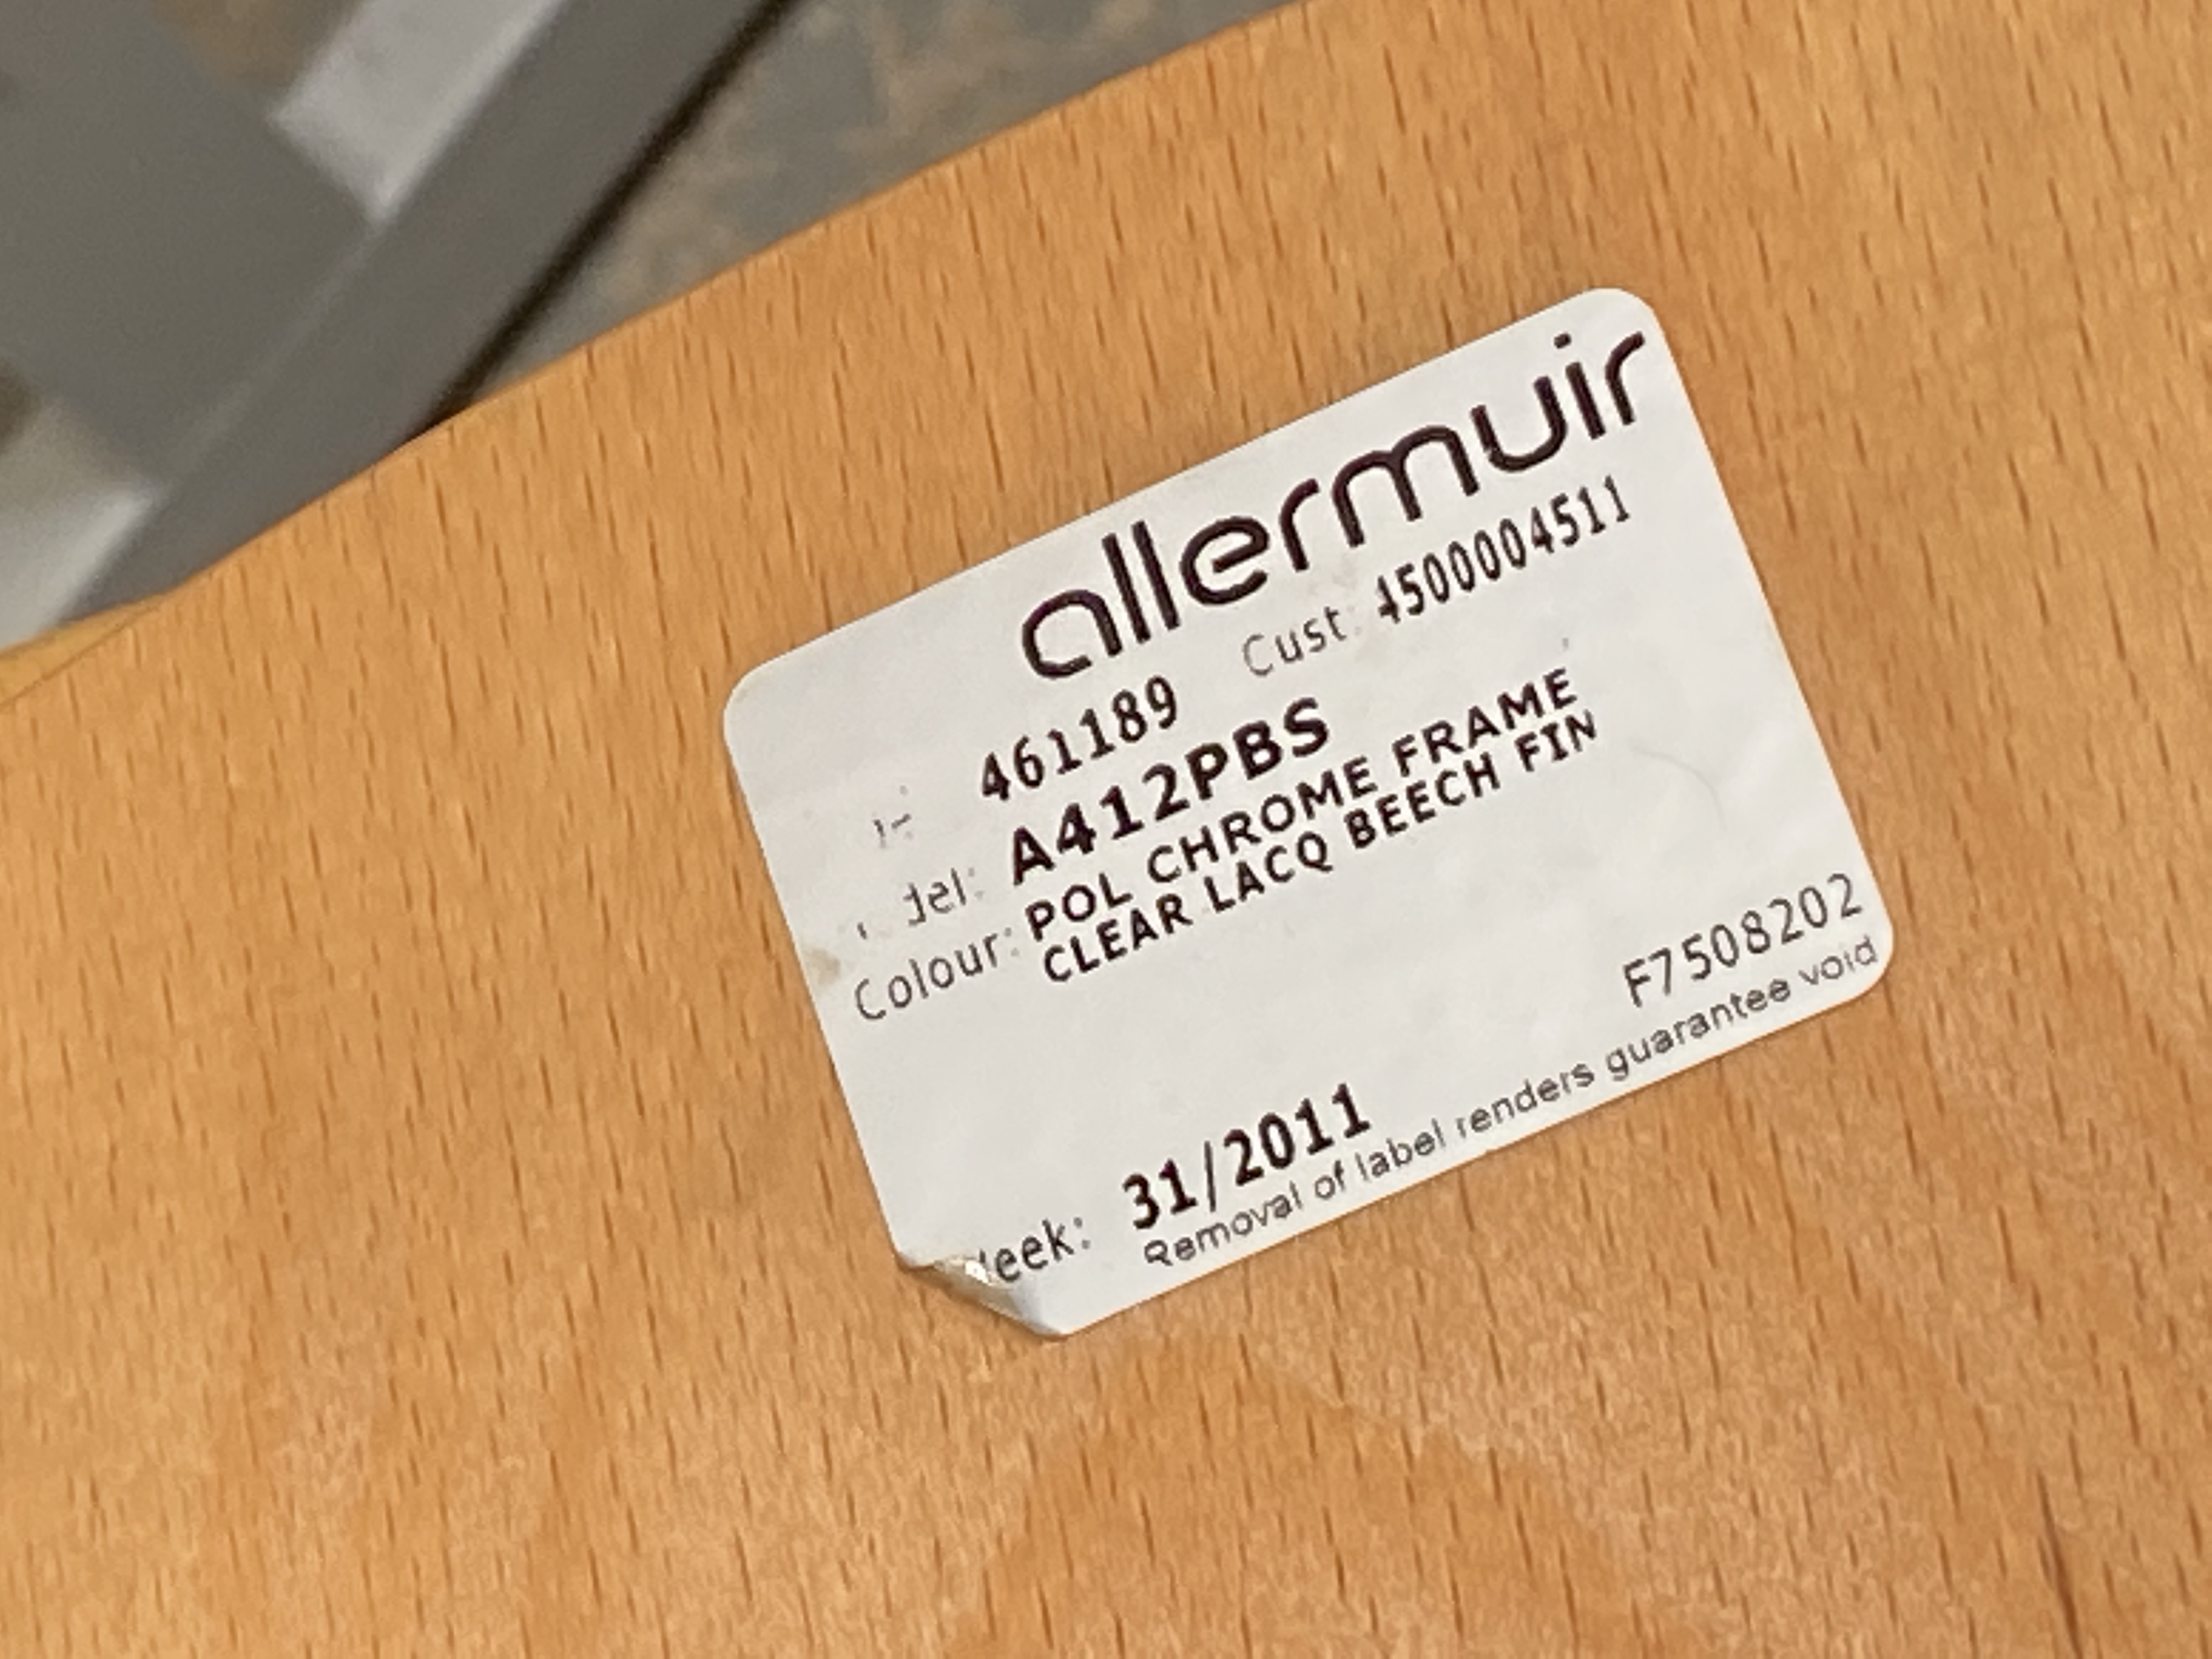 allermuir
461189 Cust: 4500004511
A412PBS
Colour: POL CHROME FRAME
CLEAR LACQ BEECH FIN
F7508202
Week: 31/2011
Removal of label renders guarantee void